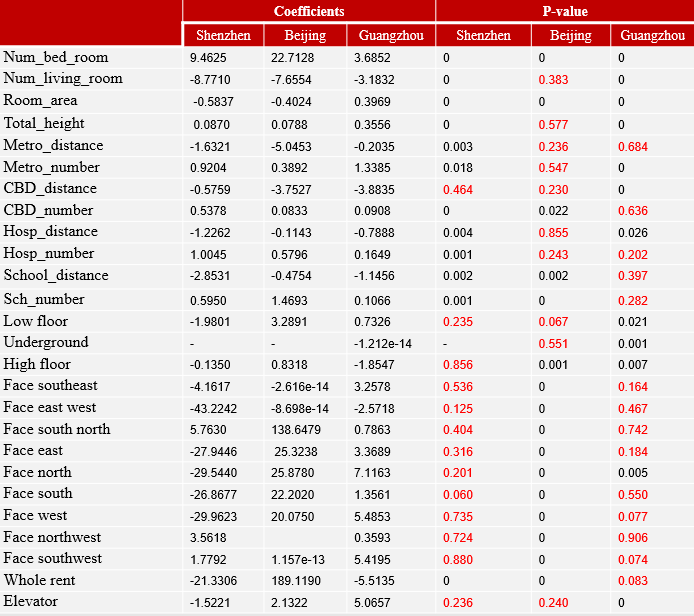 Coefficients P-value
Shenzhen Beijing Guangzhou Shenzhen Beijing Guangzhou
Num_bed_room 9.4625 22.7128 3.6852 0 0 0
Num_living_room -8.7710 -7.6554 -3.1832 0 0.383 0
Room_area -0.5837 -0.4024 0.3969 0 0 0
Total_height 0.0870 0.0788 0.3556 0 0.577 0
Metro_distance -1.6321 -5.0453 -0.2035 0.003 0.236 0.684
Metro_number 0.9204 0.3892 1.3385 0.018 0.547 0
CBD_distance -0.5759 -3.7527 -3.8835 0.464 0.230 0
CBD_number 0.5378 0.0833 0.0908 0 0.022 0.636
Hosp_distance -1.2262 -0.1143 -0.7888 0.004 0.855 0.026
Hosp_number 1.0045 0.5796 0.1649 0.001 0.243 0.202
School_distance -2.8531 -0.4754 -1.1456 0.002 0.002 0.397
Sch_number 0.5950 1.4693 0.1066 0.001 0 0.282
Low floor -1.9801 3.2891 0.7326 0.235 0.067 0.021
Underground - - -1.212e-14 - 0.551 0.001
High floor -0.1350 0.8318 -1.8547 0.856 0.001 0.007
Face southeast -4.1617 -2.616e-14 3.2578 0.536 0 0.164
Face east west -43.2242 -8.698e-14 -2.5718 0.125 0 0.467
Face south north 5.7630 138.6479 0.7863 0.404 0 0.742
Face east -27.9446 25.3238 3.3689 0.316 0 0.184
Face north -29.5440 25.8780 7.1163 0.201 0 0.005
Face south -26.8677 22.2020 1.3561 0.060 0 0.550
Face west -29.9623 20.0750 5.4853 0.735 0 0.077
Face northwest 3.5618 0.3593 0.724 0 0.906
Face southwest 1.7792 1.157e-13 5.4195 0.880 0 0.074
Whole rent -21.3306 189.1190 -5.5135 0 0 0.083
Elevator -1.5221 2.1322 5.0657 0.236 0.240 0